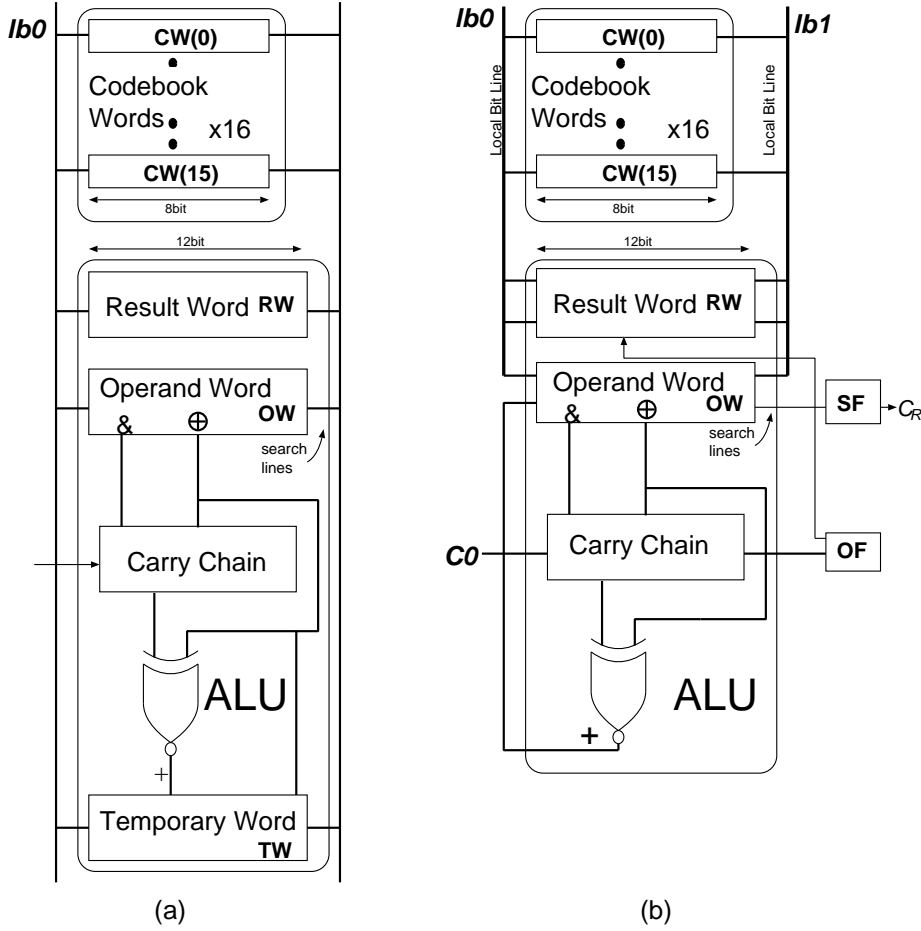 lb0
CW(0)
Codebook
Words
x16
CW(15)
8bit
12bit
Result Word RW
Operand Word
OW
&
⊕
search
lines
Carry Chain
ALU
+
Temporary Word
TW
(a)
lb0
lb1
CW(0)
Local Bit Line
Codebook
Words
x16
Local Bit Line
CW(15)
8bit
12bit
Result Word RW
Operand Word
OW
&
⊕
SF
CR
search
lines
C0
Carry Chain
OF
ALU
+
(b)